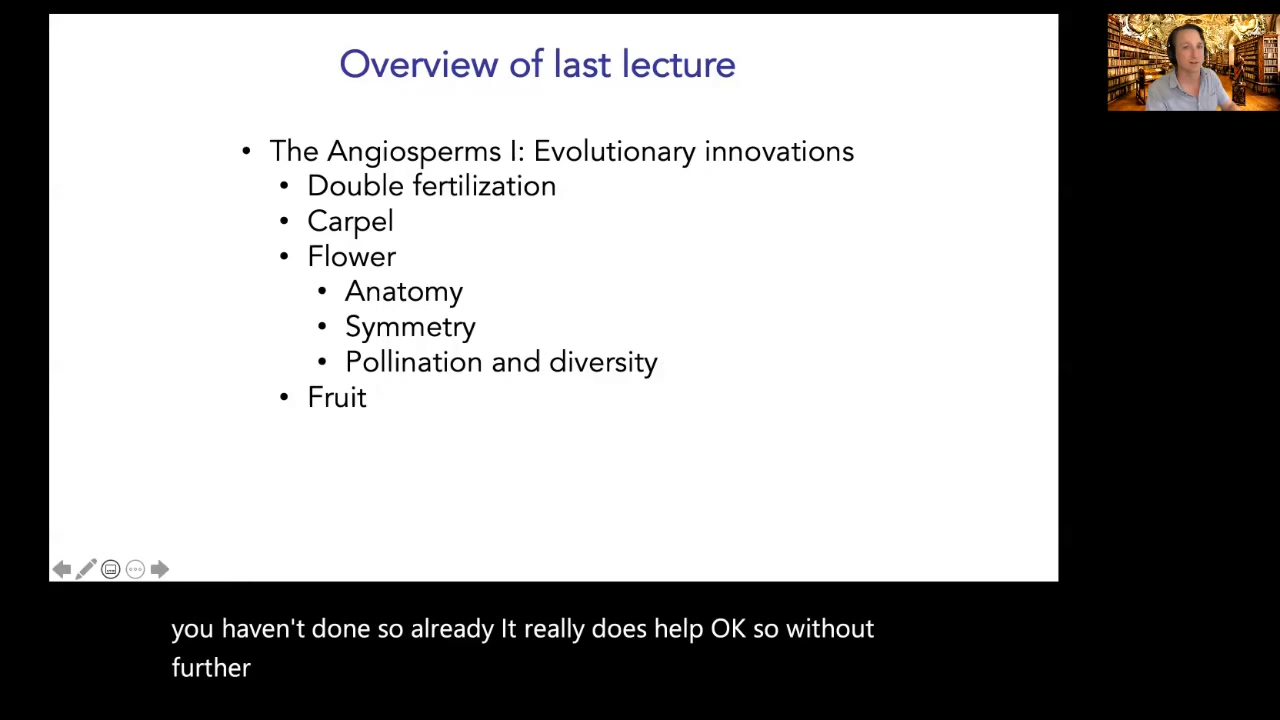 Overview of last lecture
• The Angiosperms I: Evolutionary innovations
• Double fertilization
• Carpel
• Flower
• Anatomy
• Symmetry
• Pollination and diversity
• Fruit
you haven't done so already It really does help OK so without
further